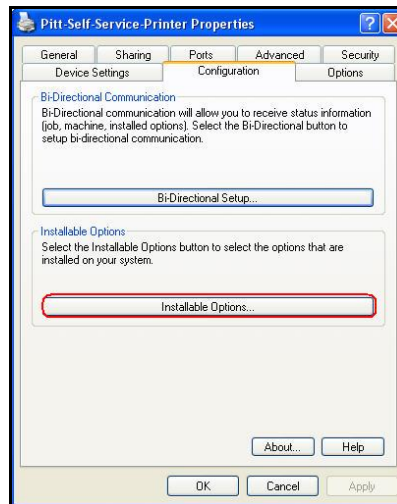 Pitt-Self-Service-Printer Properties
General Sharing Ports Advanced Security
Device Settings Configuration Options
Bi-Directional Communication
Bi-Directional communication will allow you to receive status information
(job, machine, installed options). Select the Bi-Directional button to
setup bi-directional communication.
Bi-Directional Setup...
Installable Options
Select the Installable Options button to select the options that are
installed on your system.
Installable Options...
About... Help
OK Cancel Apply